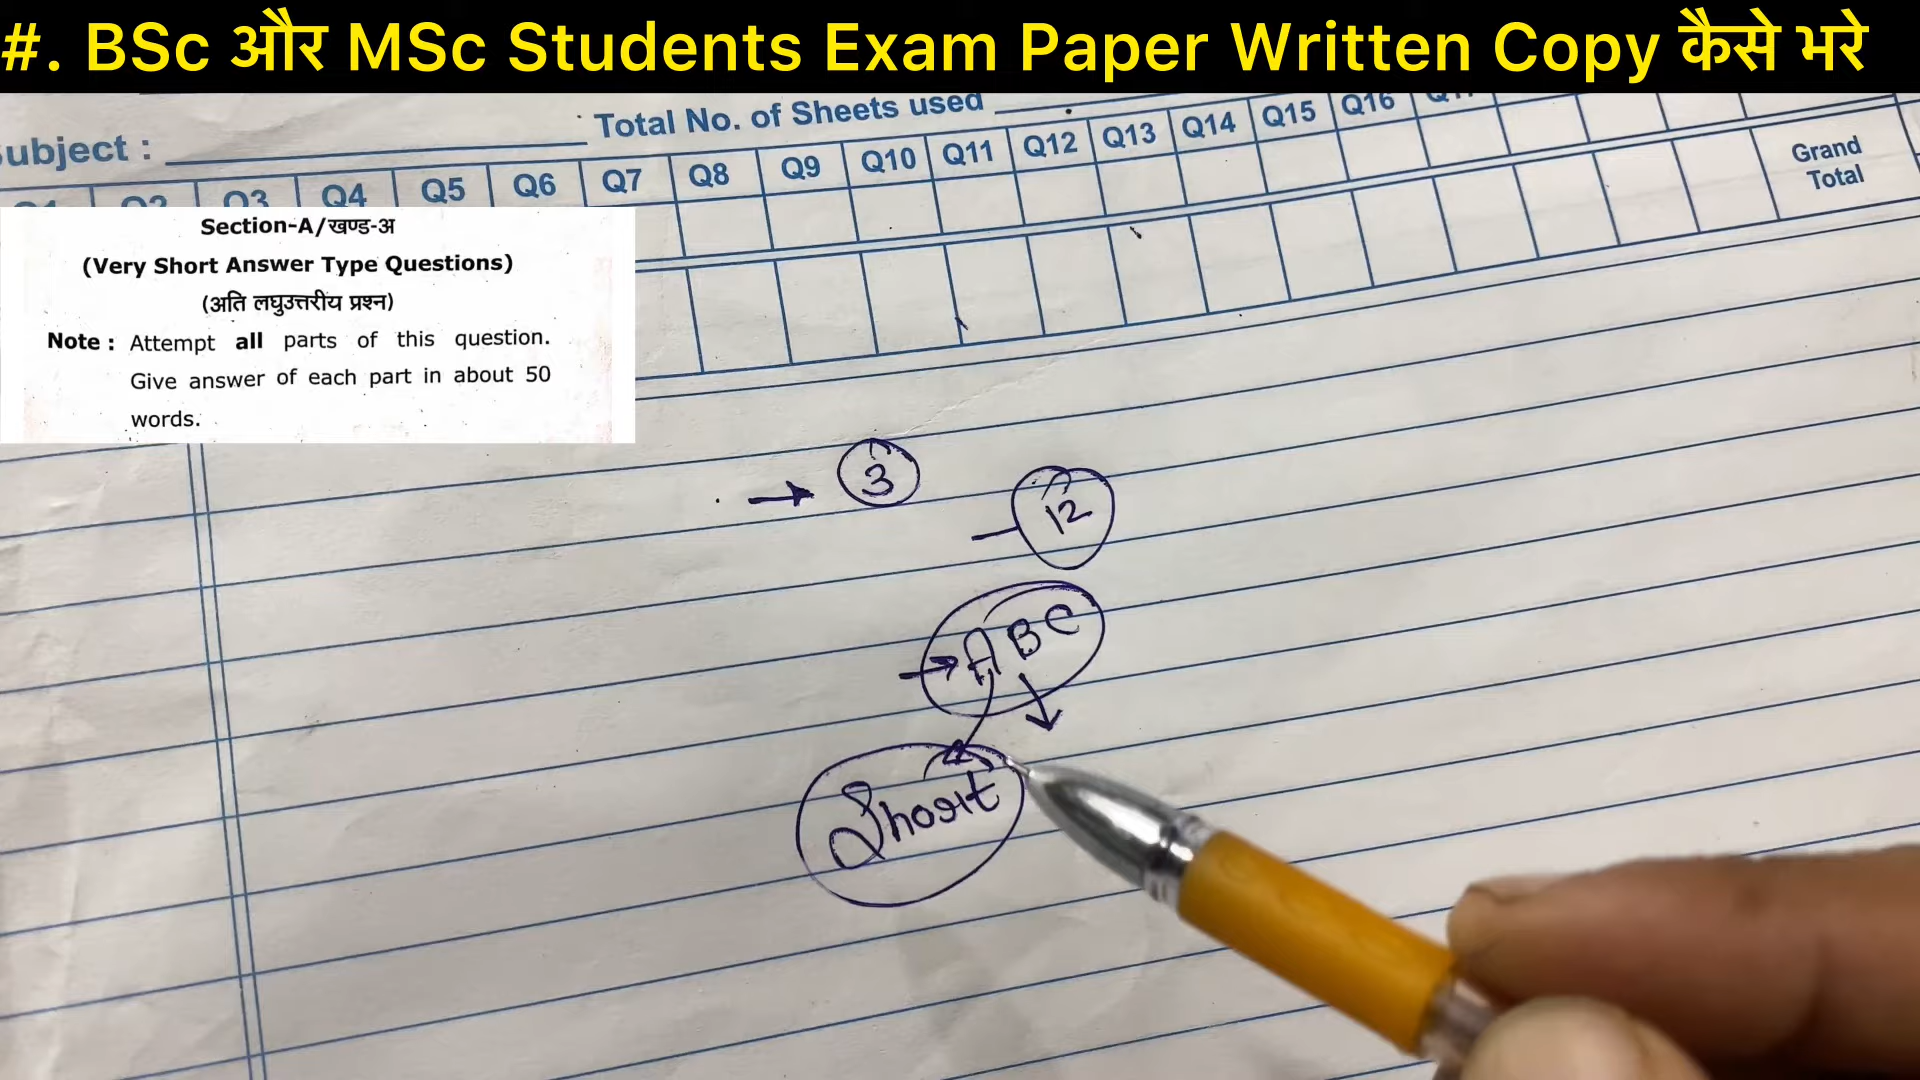 #. BSc और MSc Students Exam Paper Written Copy कैसे भरे
Total No. of Sheets used
ubject :
Q1 Q2 Q3 Q4 Q5 Q6 Q7 Q8 Q9 Q10 Q11 Q12 Q13 Q14 Q15 Q16
Grand
Total
Section-A/खण्ड-अ
(Very Short Answer Type Questions)
(अति लघुउत्तरीय प्रश्न)
Note : Attempt all parts of this question.
Give answer of each part in about 50
words.
3
12
ABC
Short